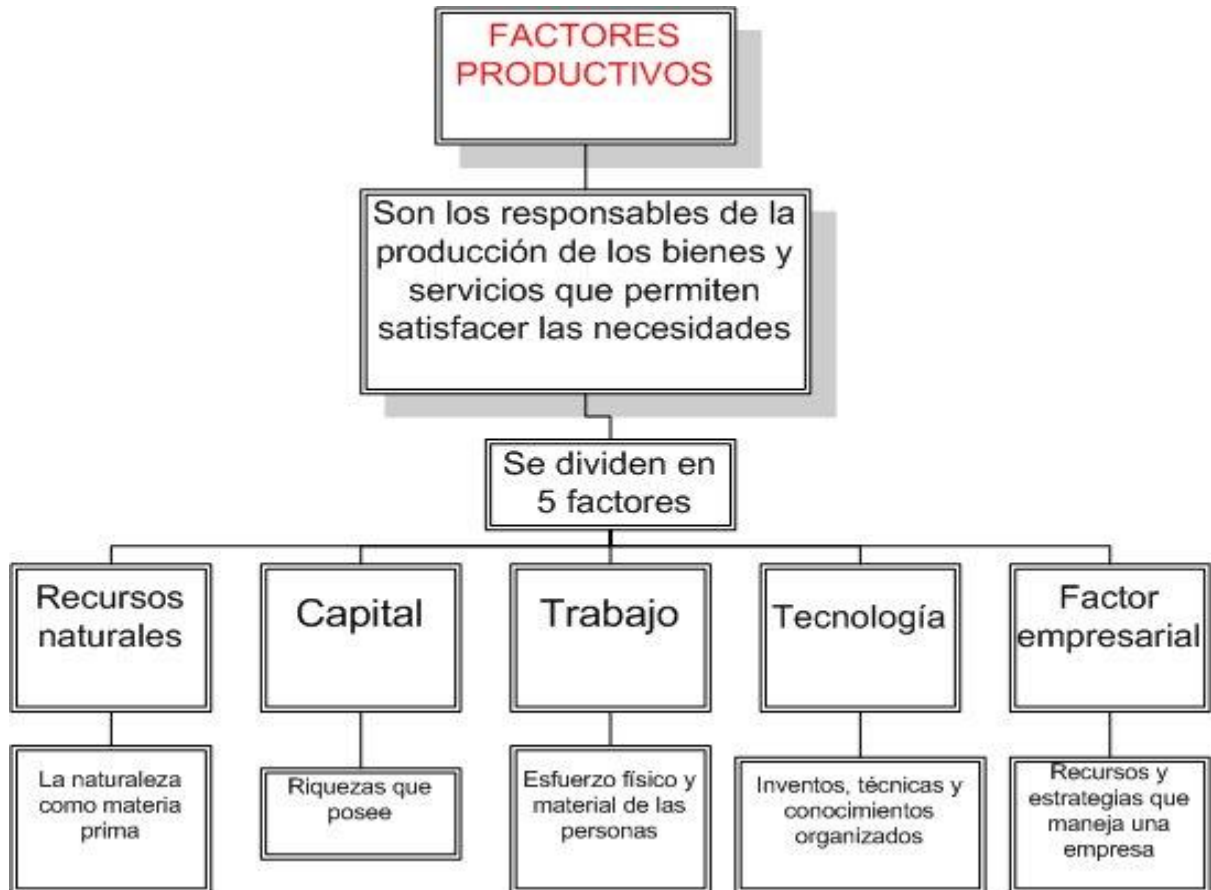 FACTORES
PRODUCTIVOS
Son los responsables de la
producción de los bienes y
servicios que permiten
satisfacer las necesidades
Se dividen en
5 factores
Recursos
naturales
Capital
Trabajo
Tecnología
Factor
empresarial
La naturaleza
como materia
prima
Riquezas que
posee
Esfuerzo físico y
material de las
personas
Inventos, técnicas y
conocimientos
organizados
Recursos y
estrategias que
maneja una
empresa